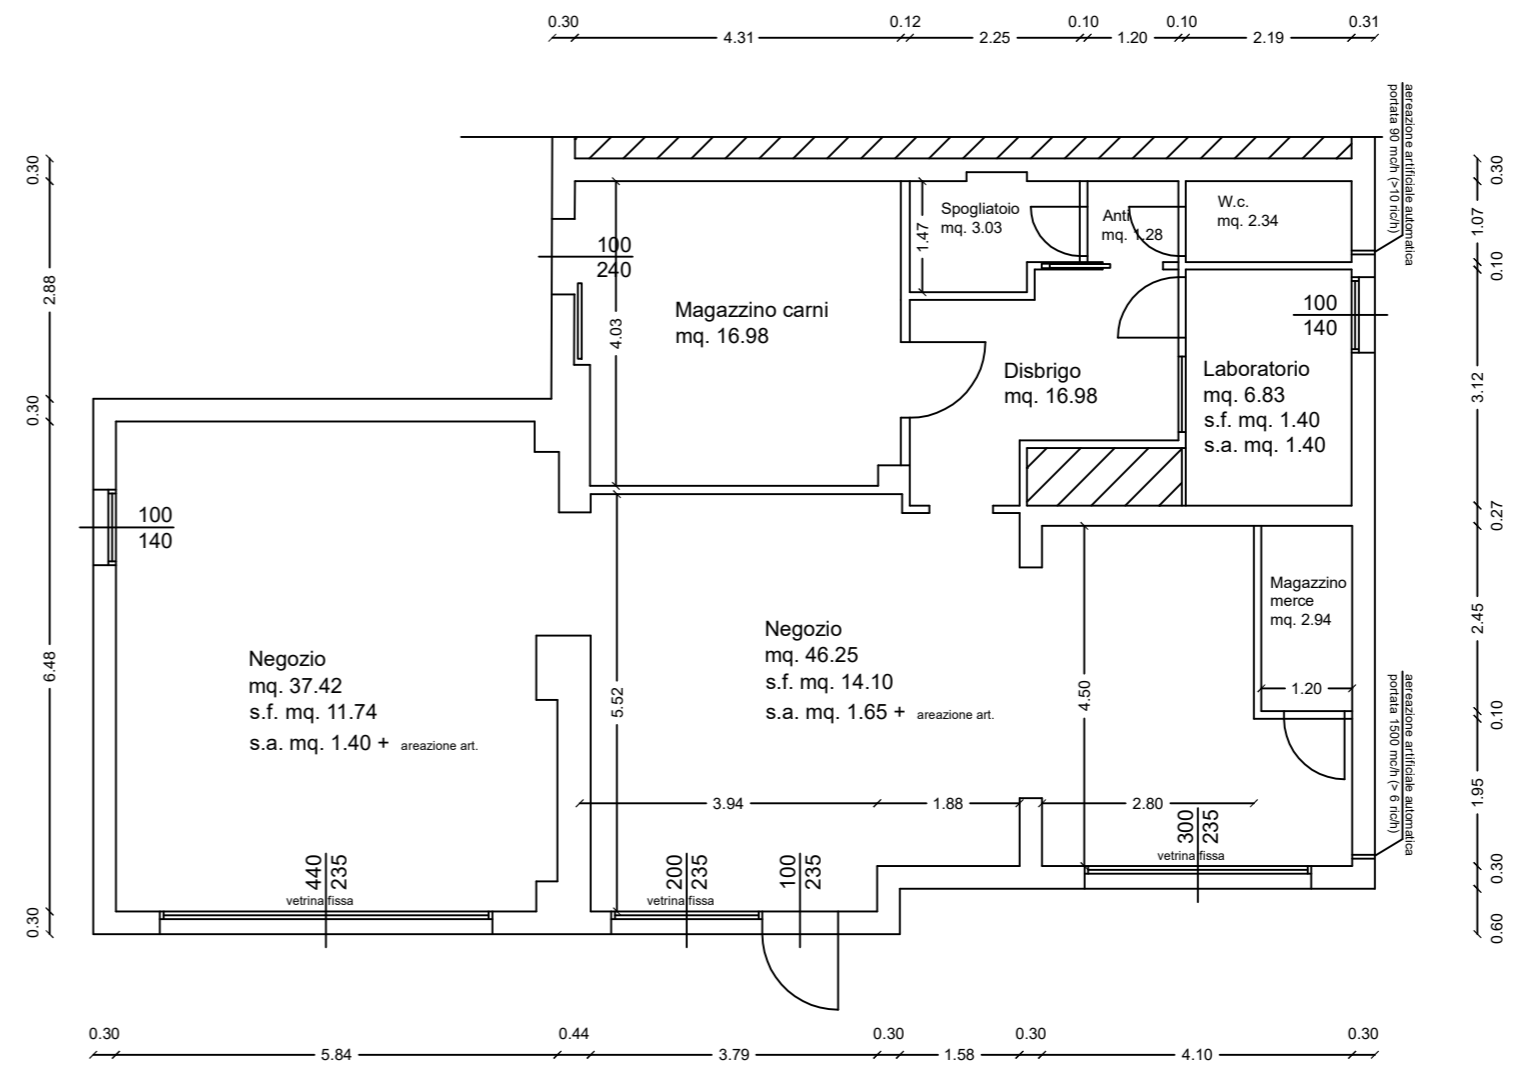 0.30
0.12
0.10
0.10
0.31
4.31
2.25
1.20
2.19
aereazione artificiale automatica
portata 90 mc/h (>10 ric/h)
0.30
2.88
0.30
6.48
0.30
0.30
1.07
0.10
3.12
0.27
2.45
0.10
1.95
0.30
0.60
100
240
4.03
Magazzino carni
mq. 16.98
1.47
Spogliatoio
mq. 3.03
Anti
mq. 1.28
W.c.
mq. 2.34
100
140
Disbrigo
mq. 16.98
Laboratorio
mq. 6.83
s.f. mq. 1.40
s.a. mq. 1.40
100
140
Negozio
mq. 37.42
s.f. mq. 11.74
s.a. mq. 1.40 + areazione art.
5.52
Negozio
mq. 46.25
s.f. mq. 14.10
s.a. mq. 1.65 + areazione art.
4.50
Magazzino
merce
mq. 2.94
1.20
aereazione artificiale automatica
portata 1500 mc/h (> 6 ric/h)
3.94
1.88
2.80
300
235
vetrina fissa
440
235
vetrina fissa
200
235
vetrina fissa
100
235
0.30
0.44
0.30
0.30
0.30
5.84
3.79
1.58
4.10